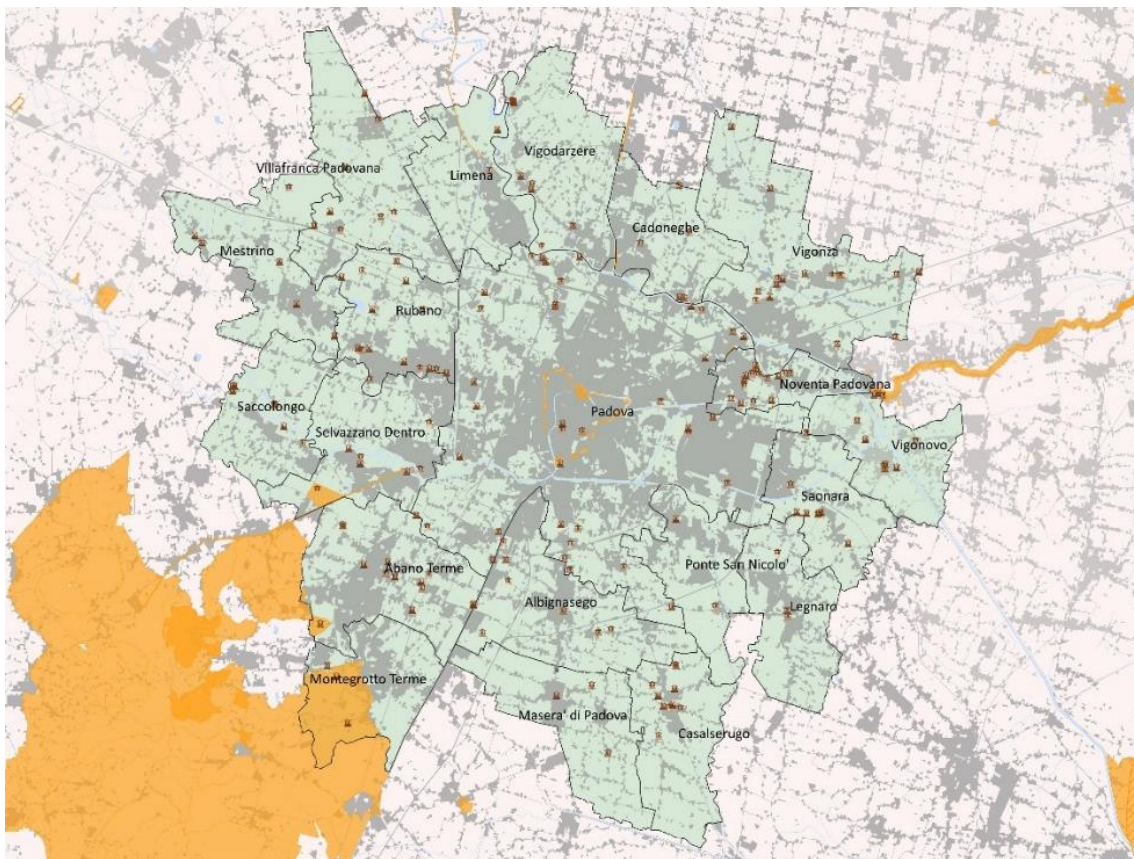 Vigodarzere
Villafranca Padovana
Limena
Cadoneghe
Mestrino
Vigonza
Rubano
Noventa Padovana
Saccolongo
Padova
Selvazzano Dentro
Vigonovo
Saonara
Abano Terme
Ponte San Nicolo'
Albignasego
Legnaro
Montegrotto Terme
Masera' di Padova
Casalserugo